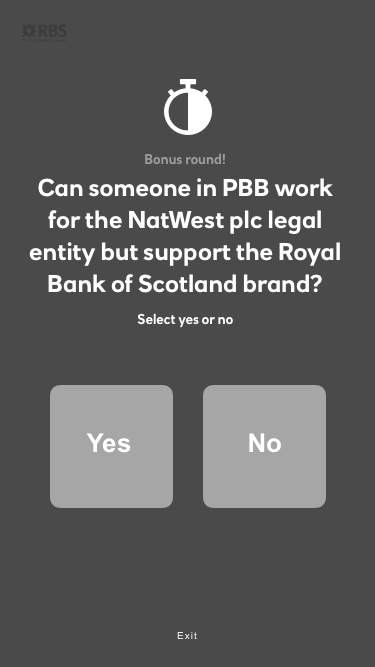 RBS
Bonus round!
Can someone in PBB work
for the NatWest plc legal
entity but support the Royal
Bank of Scotland brand?
Select yes or no
Yes No
Exit